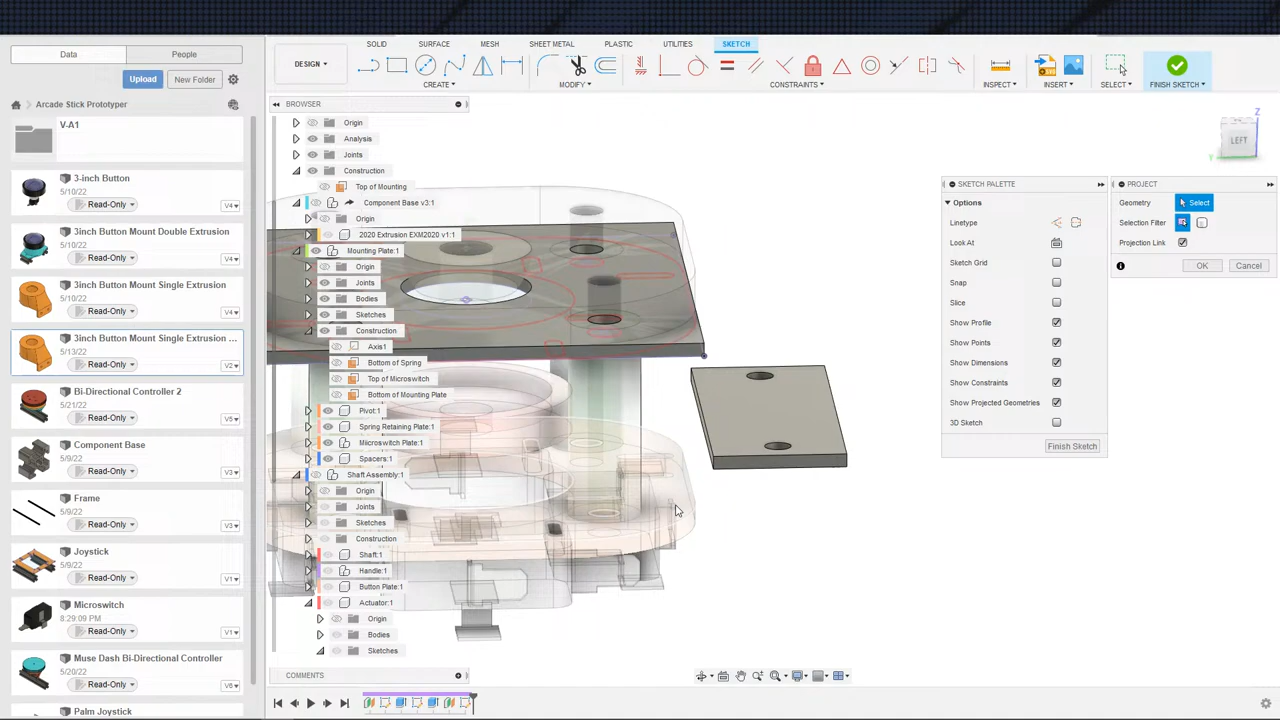 Data
People
Upload
New Folder
Arcade Stick Prototyper
V-A1
3-inch Button
5/10/22
Read-Only
V4
3inch Button Mount Double Extrusion
5/9/22
Read-Only
V4
3inch Button Mount Single Extrusion
5/10/22
Read-Only
V4
3inch Button Mount Single Extrusion ...
5/13/22
Read-Only
V2
Bi-Directional Controller 2
5/21/22
Read-Only
V5
Component Base
5/9/22
Read-Only
V3
Frame
5/9/22
Read-Only
V3
Joystick
5/9/22
Read-Only
V1
Microswitch
8:29:09 PM
Read-Only
V1
Muse Dash Bi-Directional Controller
5/20/22
Read-Only
V6
Palm Joystick
SOLID SURFACE MESH SHEET METAL PLASTIC UTILITIES SKETCH
DESIGN
CREATE MODIFY CONSTRAINTS INSPECT INSERT SELECT FINISH SKETCH
BROWSER
Origin
Analysis
Joints
Construction
Top of Mounting
Component Base v3:1
Origin
2020 Extrusion EXM2020 v1:1
Mounting Plate:1
Origin
Joints
Bodies
Sketches
Construction
Axis1
Bottom of Spring
Top of Microswitch
Bottom of Mounting Plate
Pivot:1
Spring Retaining Plate:1
Microswitch Plate:1
Spacers:1
Shaft Assembly:1
Origin
Joints
Sketches
Construction
Shaft:1
Handle:1
Button Plate:1
Actuator:1
Origin
Bodies
Sketches
COMMENTS
Z
LEFT
Y
SKETCH PALETTE
Options
Linetype
Look At
Sketch Grid
Snap
Slice
Show Profile
Show Points
Show Dimensions
Show Constraints
Show Projected Geometries
3D Sketch
Finish Sketch
PROJECT
Geometry Select
Selection Filter
Projection Link
OK Cancel